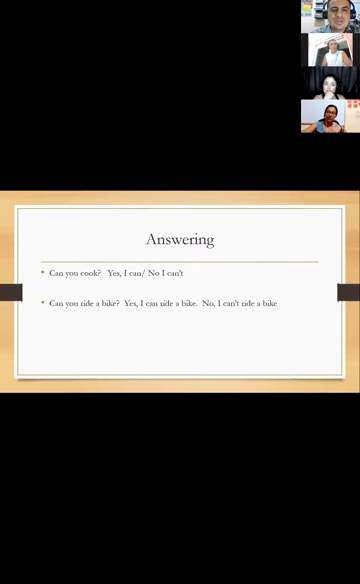 Answering
• Can you cook? Yes, I can/ No I can't
• Can you ride a bike? Yes, I can ride a bike. No, I can't ride a bike